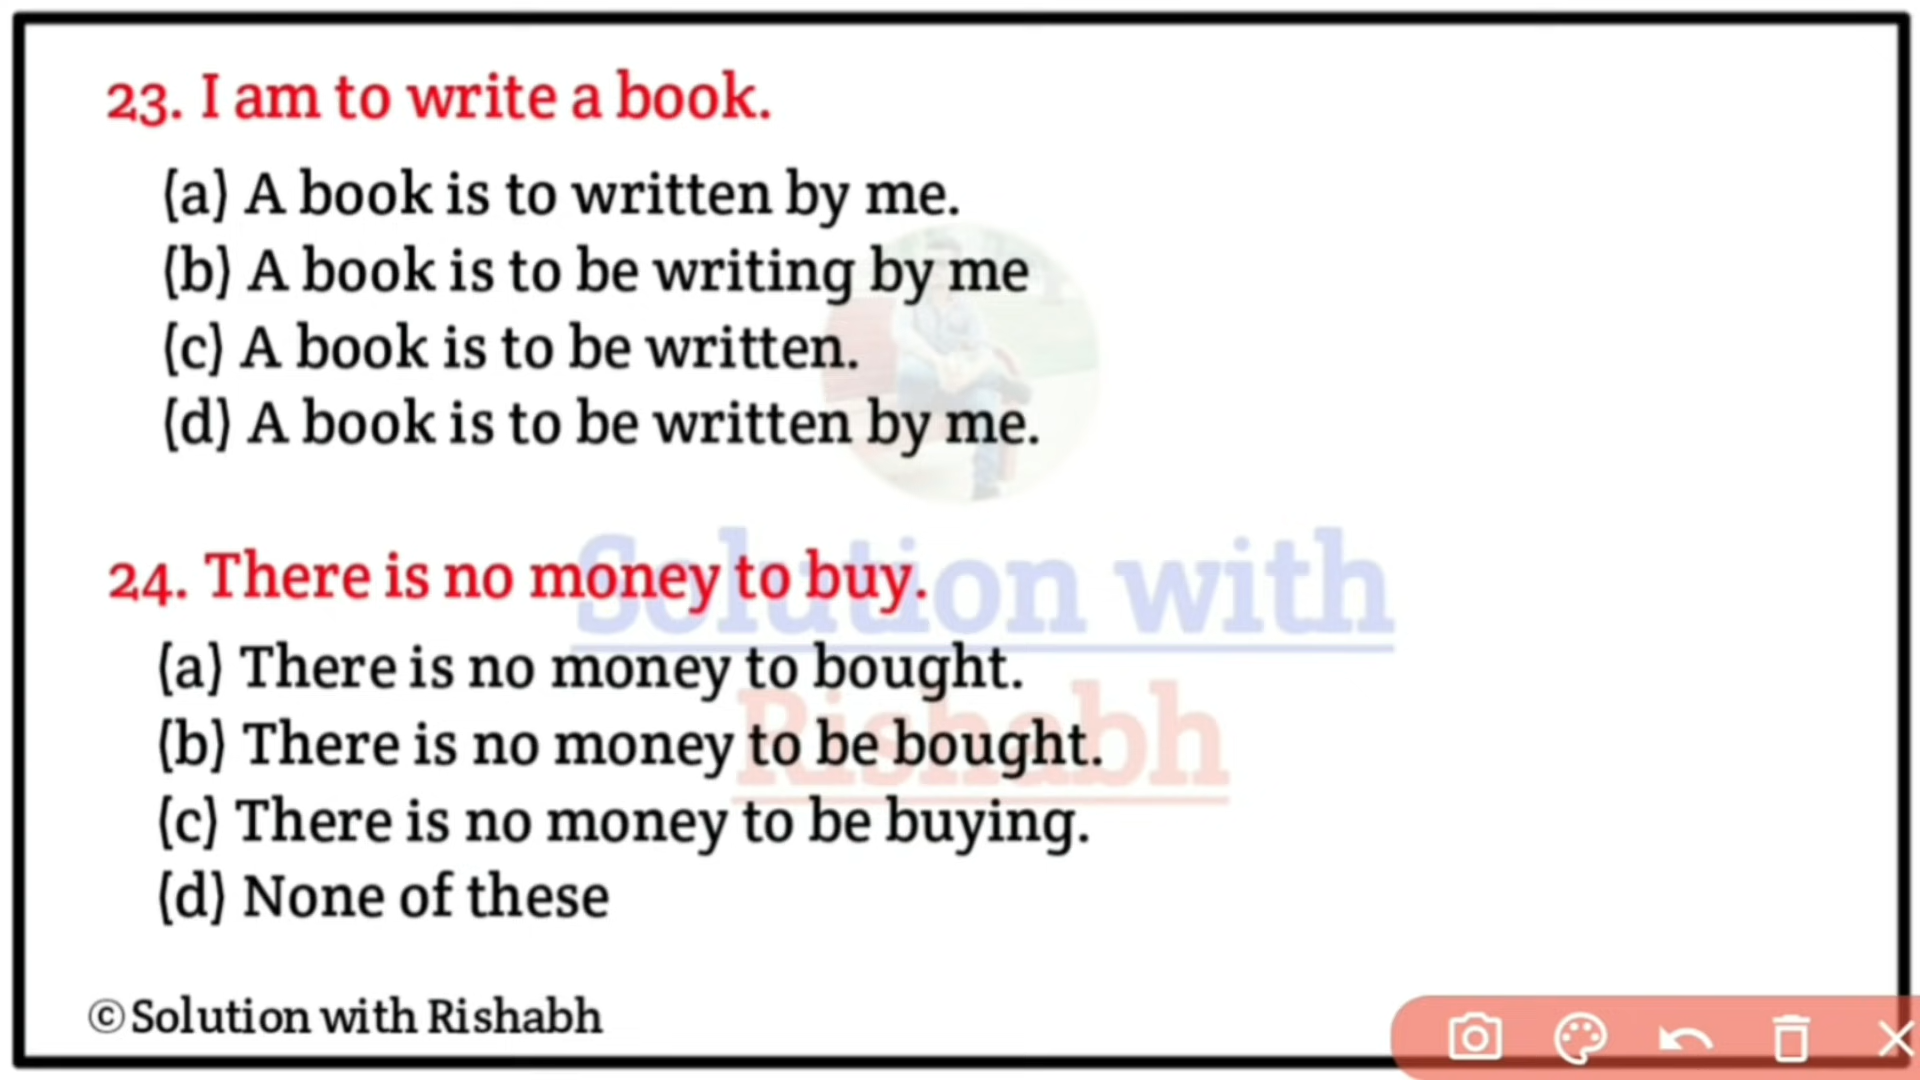 23. I am to write a book.
(a) A book is to written by me.
(b) A book is to be writing by me
(c) A book is to be written.
(d) A book is to be written by me.
Solution with
Rishabh
24. There is no money to buy.
(a) There is no money to bought.
(b) There is no money to be bought.
(c) There is no money to be buying.
(d) None of these
©Solution with Rishabh